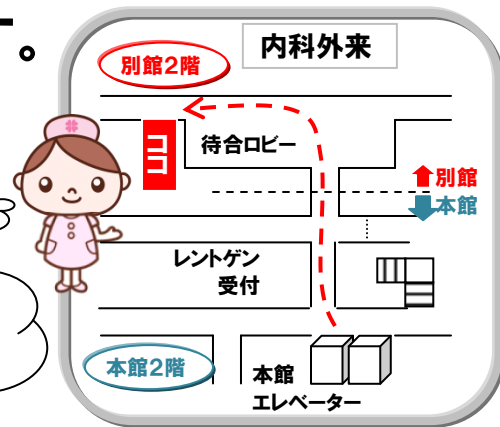 。
内科外来
別館２階
待合ロビー
ココ
別館
本館
レントゲン
受付
本館２階
本館
エレベーター